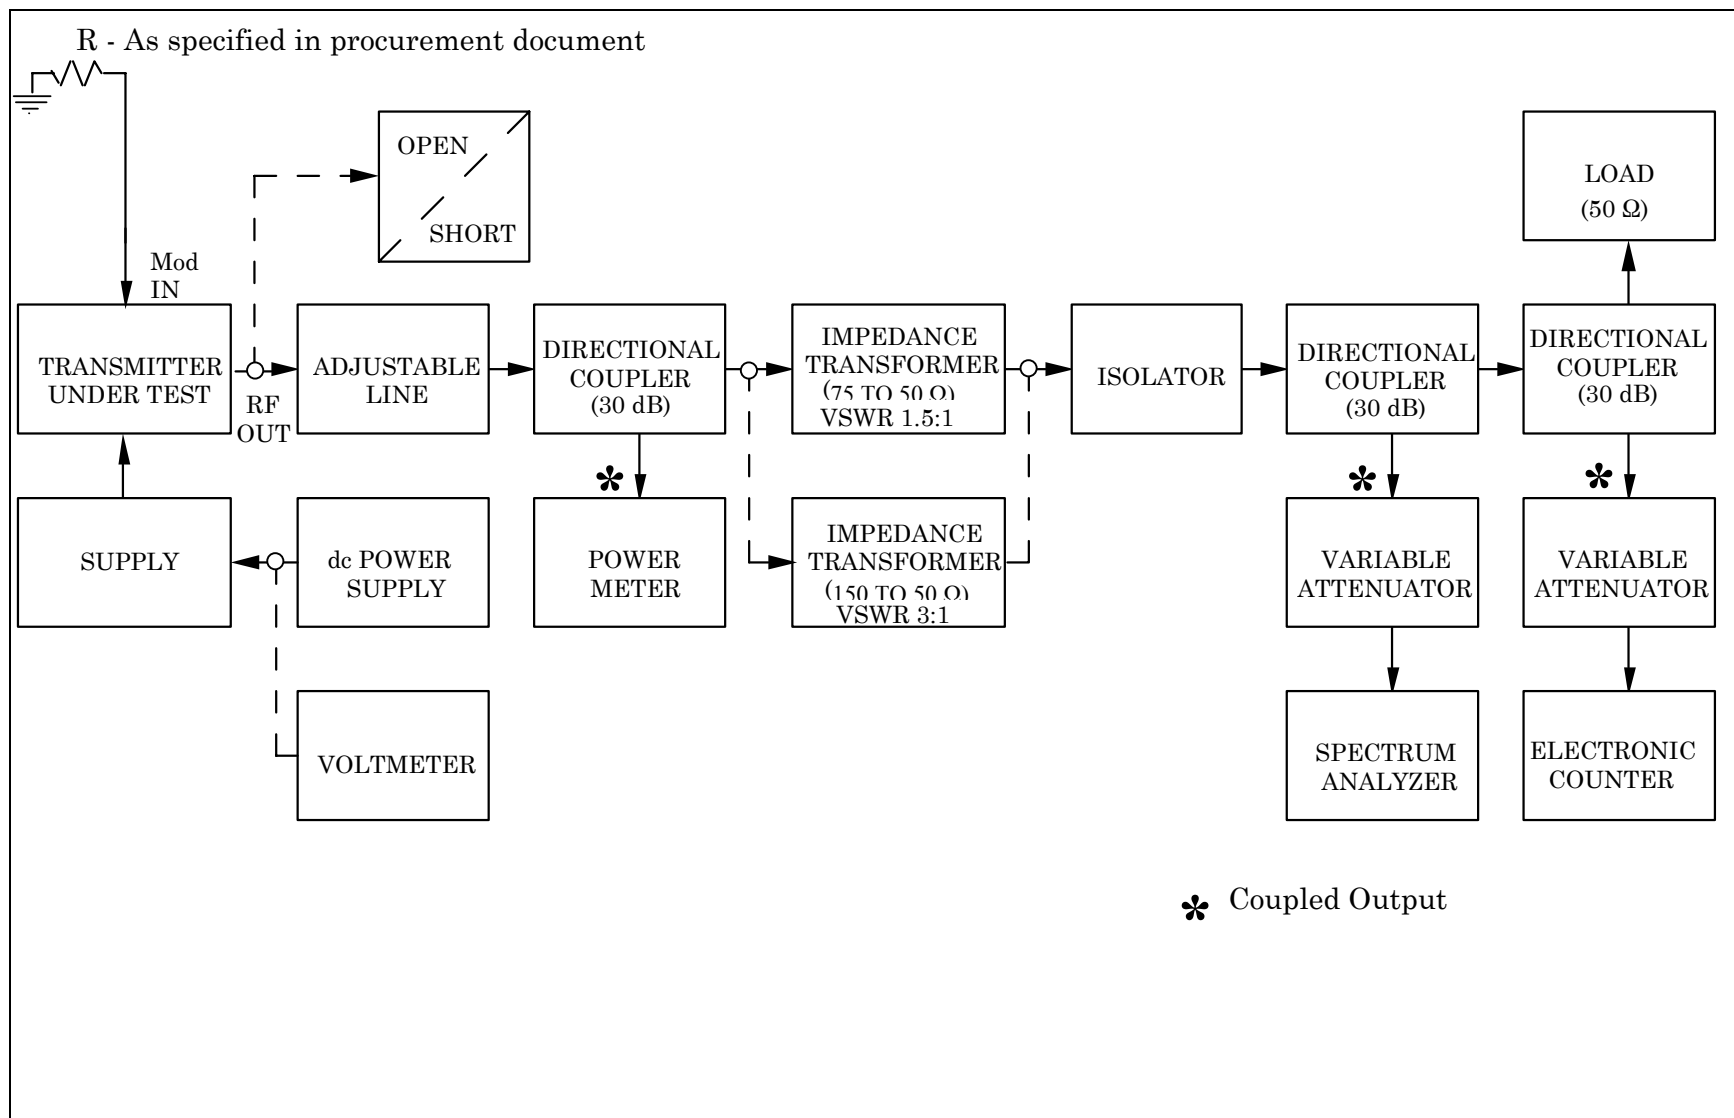 R - As specified in procurement document
OPEN
SHORT
LOAD
(50 Ω)
Mod
IN
TRANSMITTER
UNDER TEST
RF
OUT
ADJUSTABLE
LINE
DIRECTIONAL
COUPLER
(30 dB)
IMPEDANCE
TRANSFORMER
(75 TO 50 Ω)
VSWR 1.5:1
ISOLATOR
DIRECTIONAL
COUPLER
(30 dB)
DIRECTIONAL
COUPLER
(30 dB)
*
*
*
SUPPLY
dc POWER
SUPPLY
POWER
METER
IMPEDANCE
TRANSFORMER
(150 TO 50 Ω)
VSWR 3:1
VARIABLE
ATTENUATOR
VARIABLE
ATTENUATOR
VOLTMETER
SPECTRUM
ANALYZER
ELECTRONIC
COUNTER
* Coupled Output